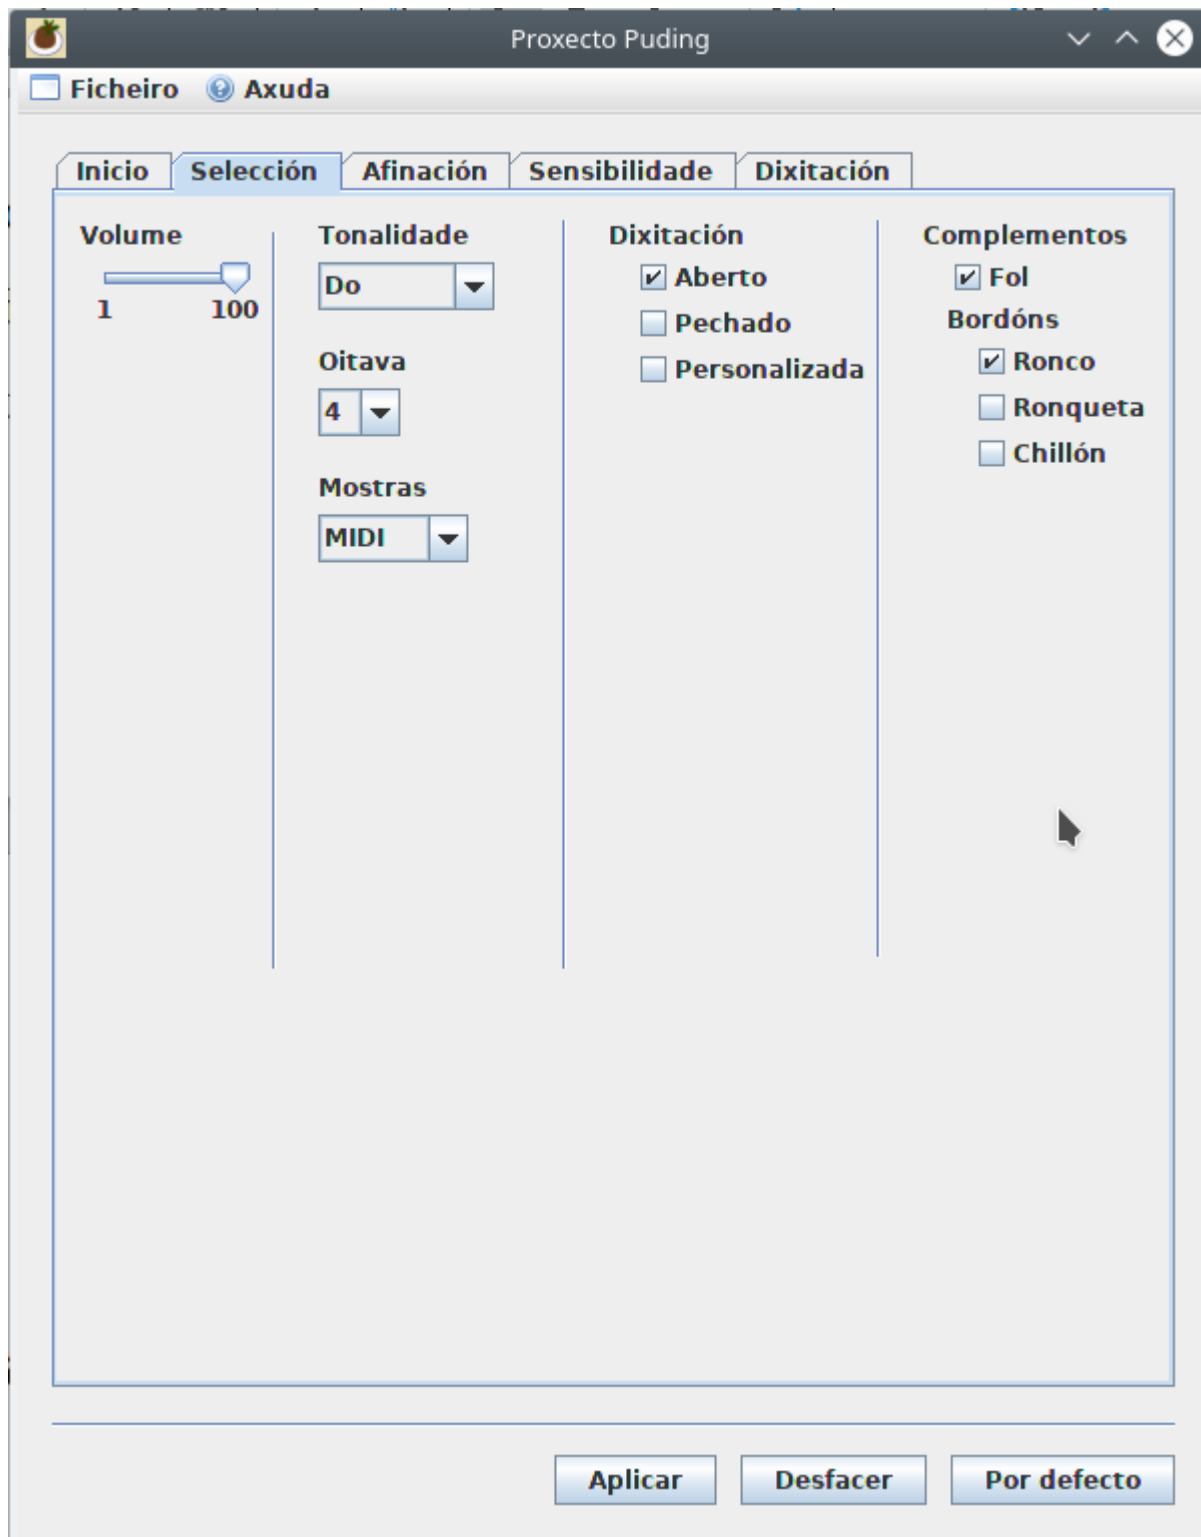 Proxecto Puding
Ficheiro Axuda
Inicio Selección Afinación Sensibilidade Dixitación
Volume
1 100
Tonalidade
Do
Oitava
4
Mostras
MIDI
Dixitación
Aberto
Pechado
Personalizada
Complementos
Fol
Bordóns
Ronco
Ronqueta
Chillón
Aplicar Desfacer Por defecto